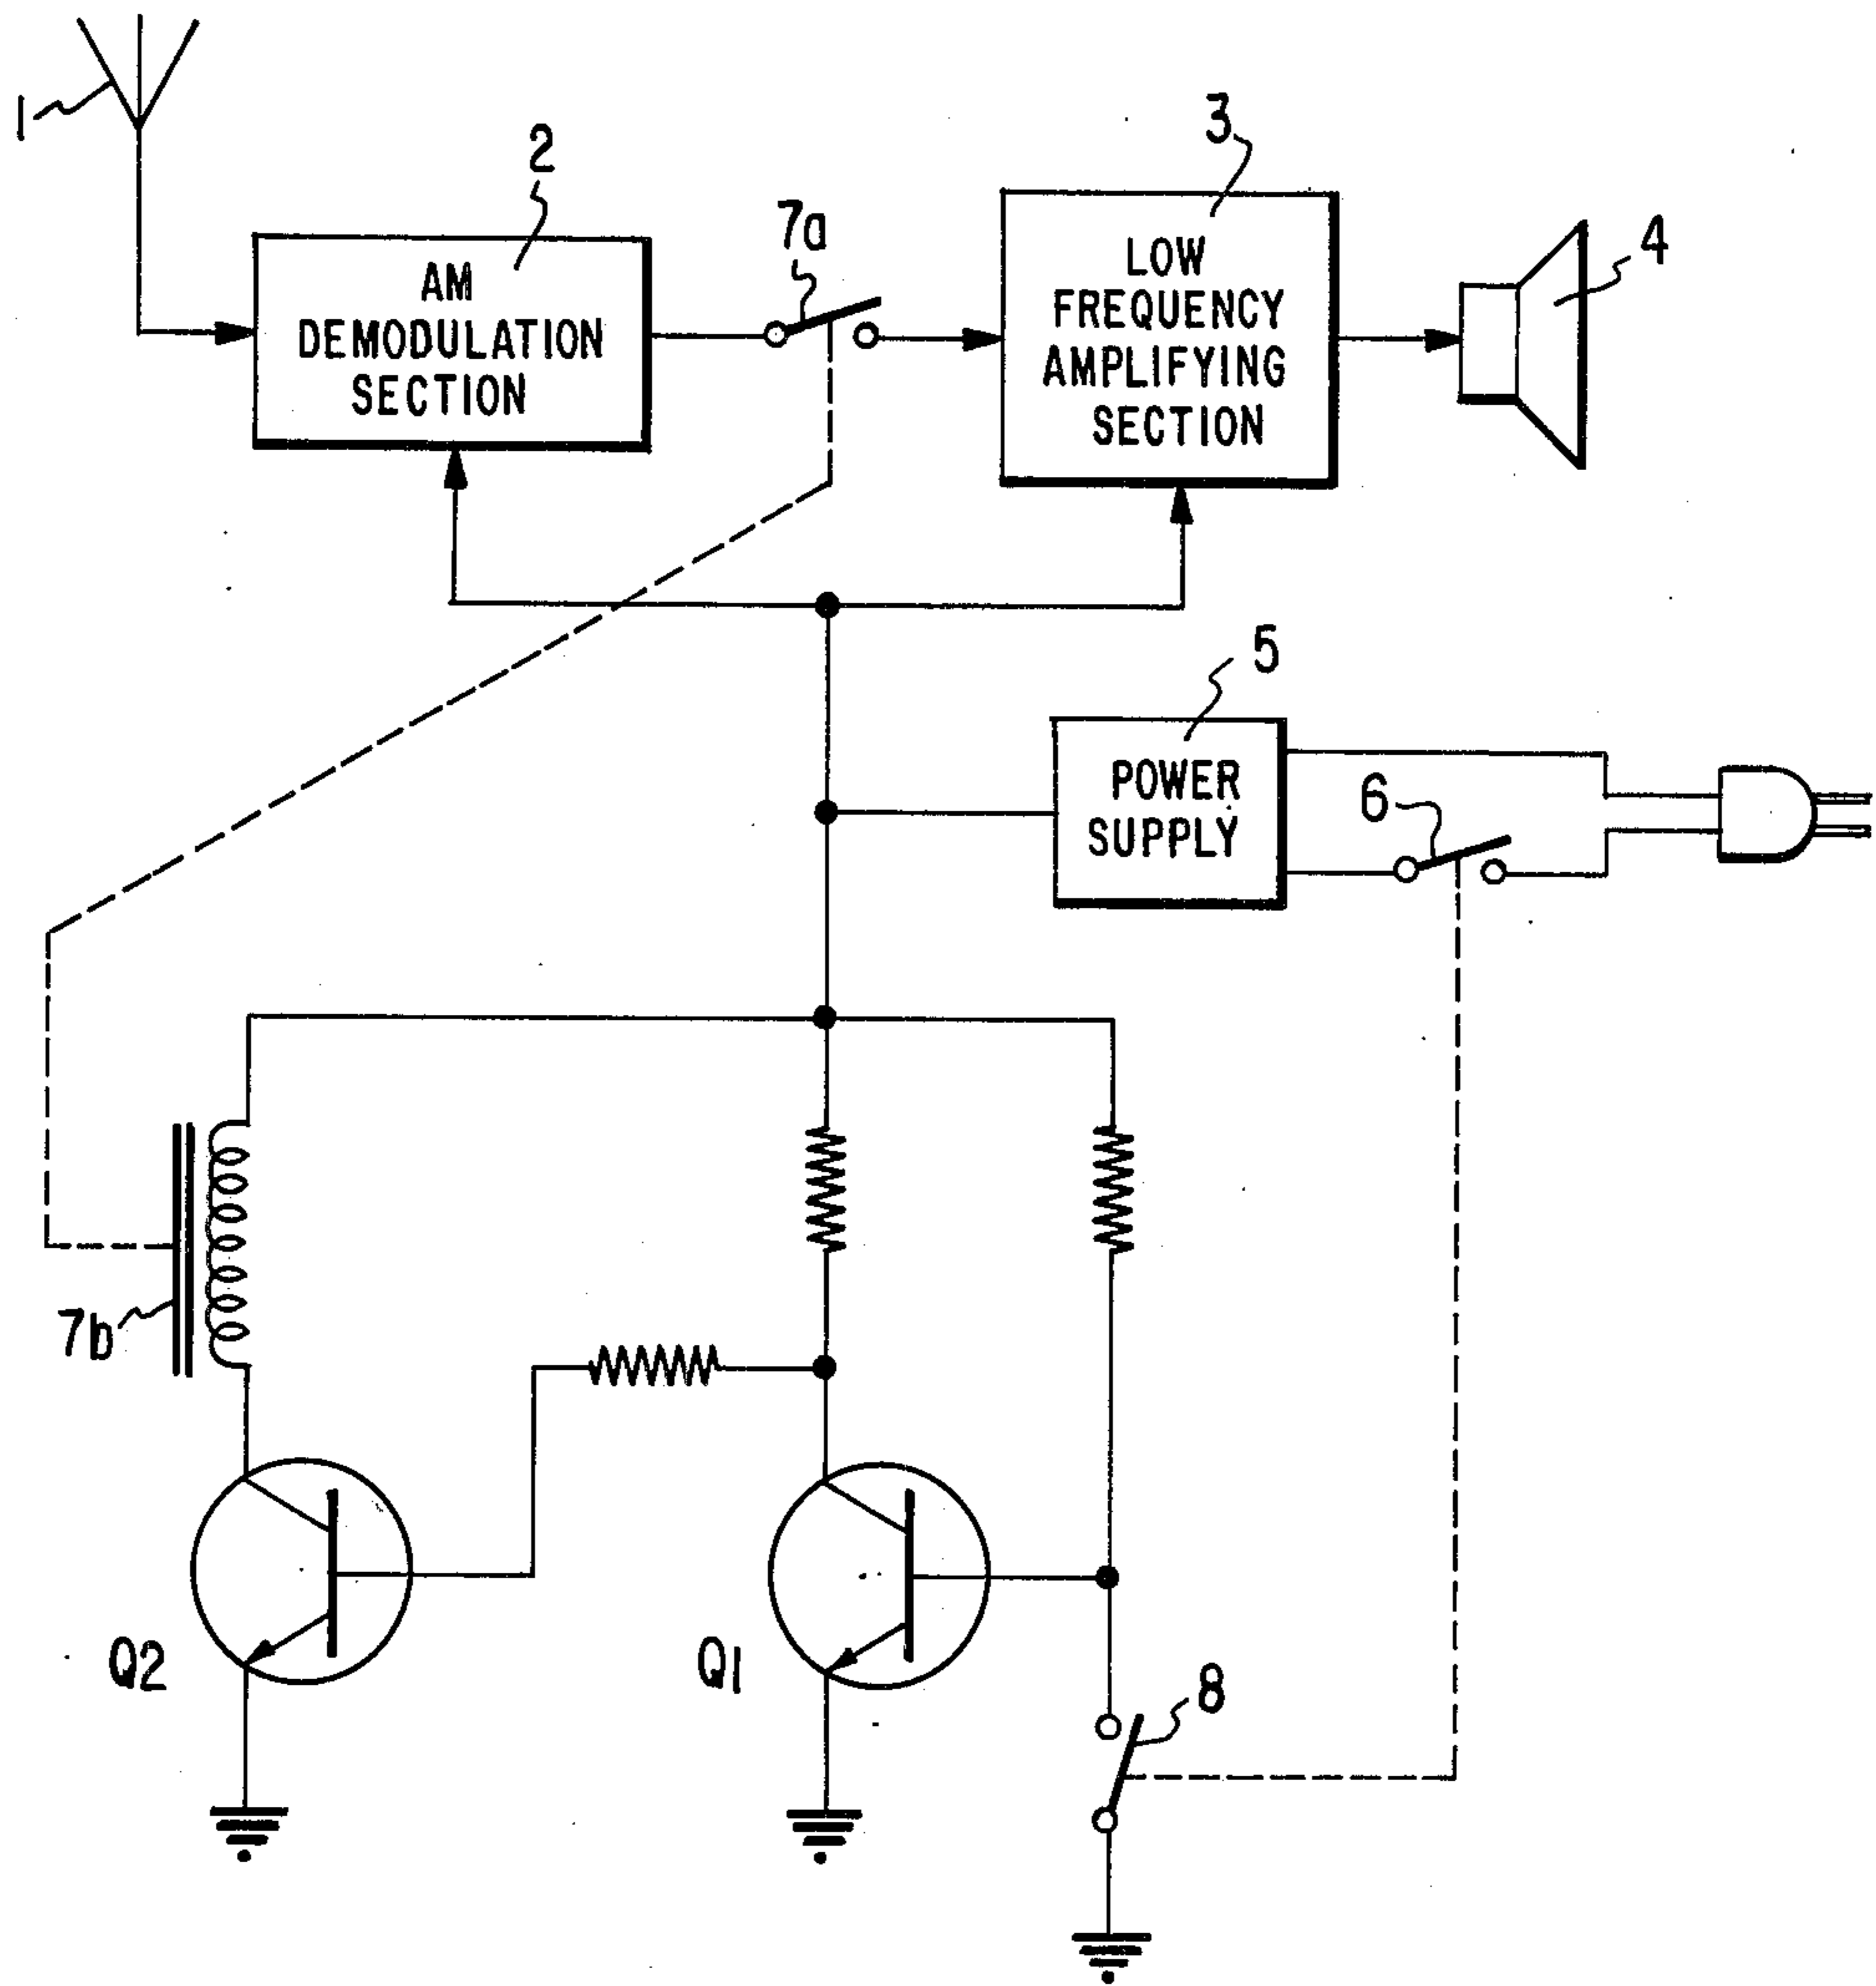 1
2
3
7a
4
AM
DEMODULATION
SECTION
LOW
FREQUENCY
AMPLIFYING
SECTION
5
6
POWER
SUPPLY
7b
Q2
Q1
8